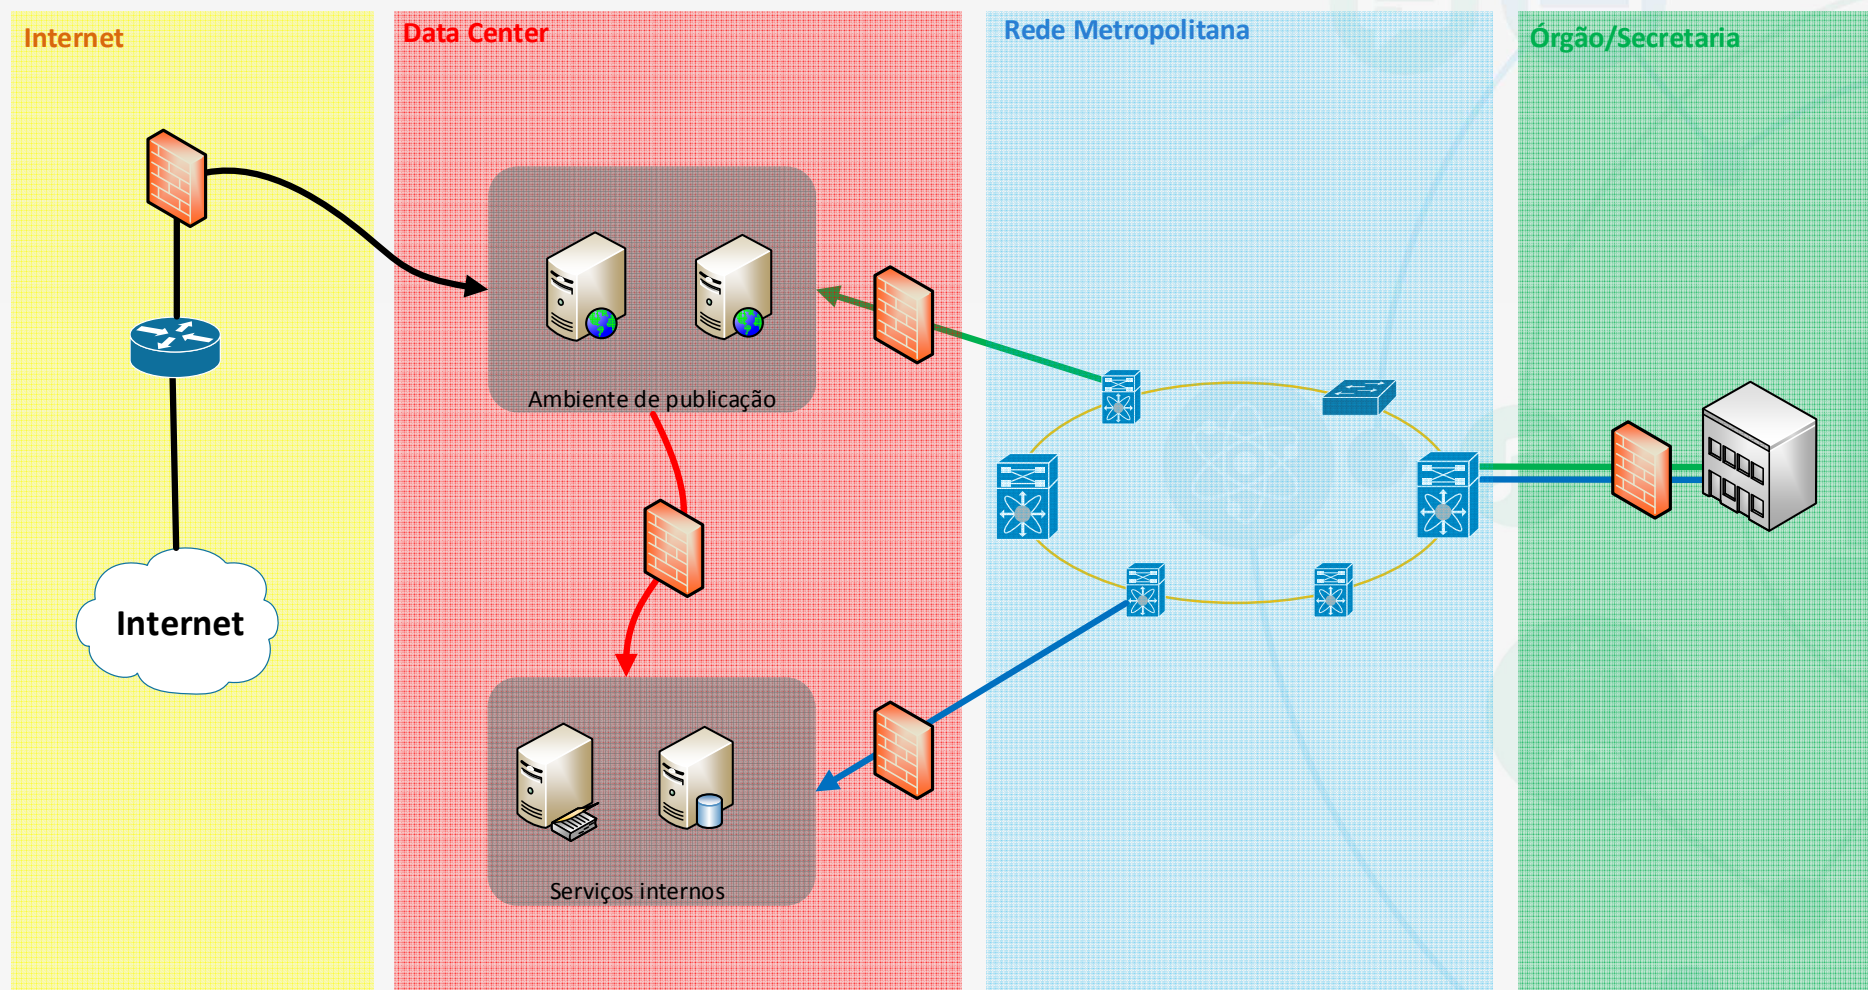 Internet
Data Center
Rede Metropolitana
Órgão/Secretaria
Ambiente de publicação
Internet
Serviços internos